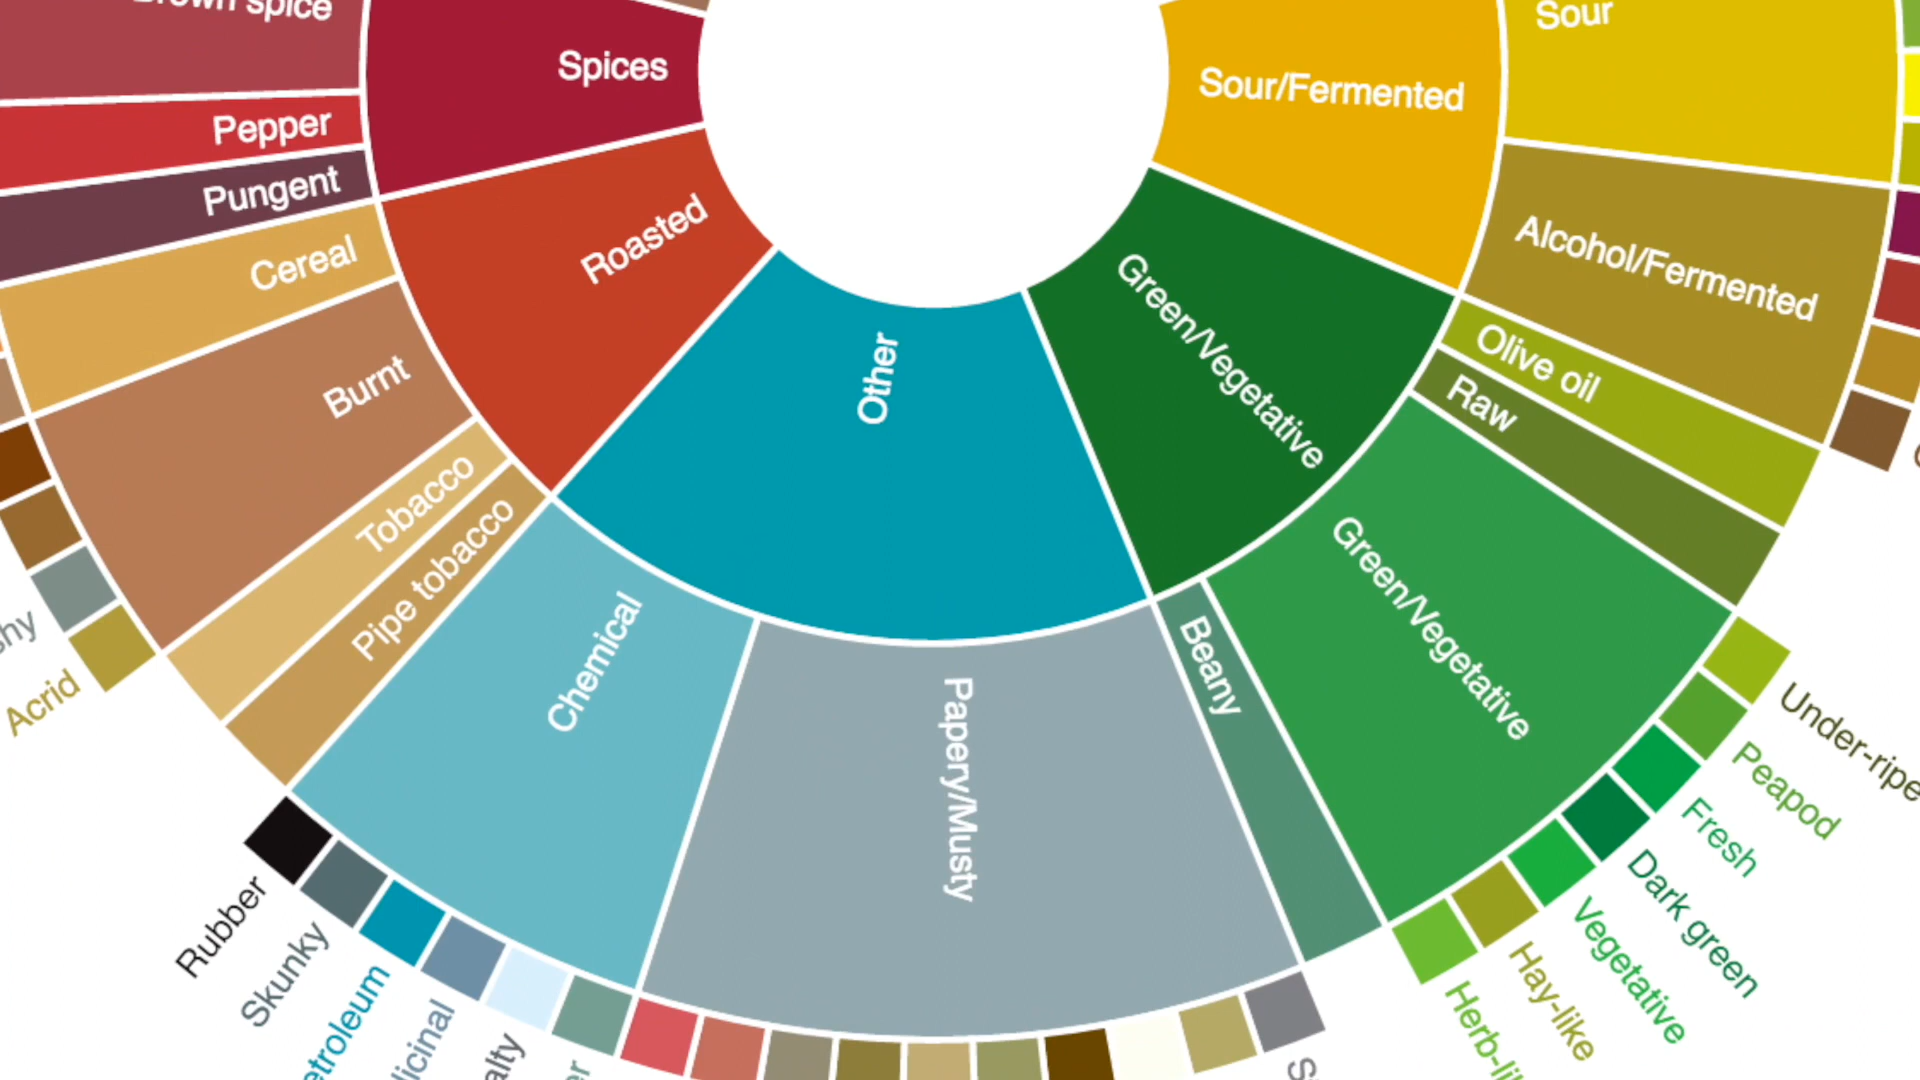 Brown spice
Spices
Pepper
Pungent
Roasted
Cereal
Burnt
Tobacco
Pipe tobacco
Acrid
Other
Chemical
Papery/Musty
Rubber
Skunky
Sour/Fermented
Sour
Alcohol/Fermented
Green/Vegetative
Olive oil
Raw
Green/Vegetative
Beany
Under-ripe
Peapod
Fresh
Dark green
Vegetative
Hay-like